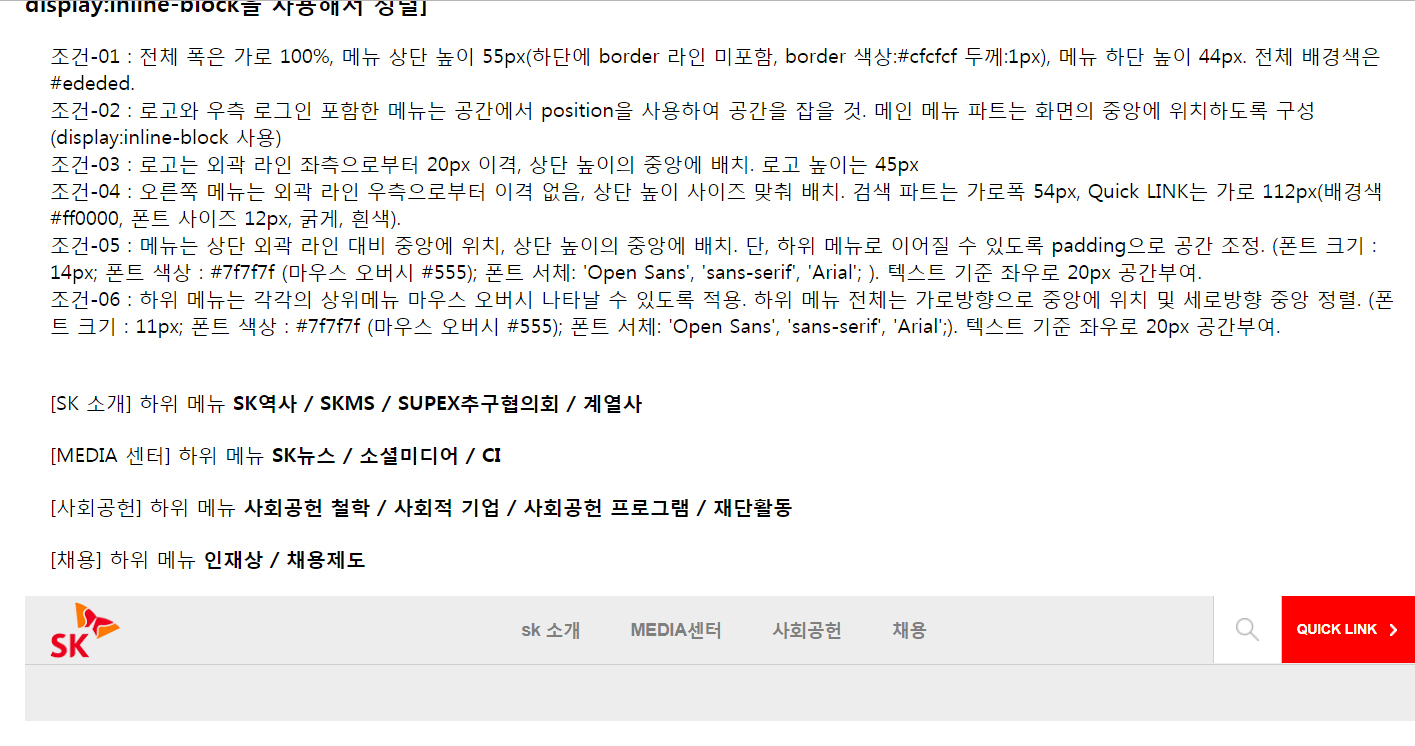 display:inline-block을 사용해서 정렬]
조건-01 : 전체 폭은 가로 100%, 메뉴 상단 높이 55px(하단에 border 라인 미포함, border 색상:#cfcfcf 두께:1px), 메뉴 하단 높이 44px. 전체 배경색은
#ededed.
조건-02 : 로고와 우측 로그인 포함한 메뉴는 공간에서 position을 사용하여 공간을 잡을 것. 메인 메뉴 파트는 화면의 중앙에 위치하도록 구성
(display:inline-block 사용)
조건-03 : 로고는 외곽 라인 좌측으로부터 20px 이격, 상단 높이의 중앙에 배치. 로고 높이는 45px
조건-04 : 오른쪽 메뉴는 외곽 라인 우측으로부터 이격 없음, 상단 높이 사이즈 맞춰 배치. 검색 파트는 가로폭 54px, Quick LINK는 가로 112px(배경색
#ff0000, 폰트 사이즈 12px, 굵게, 흰색).
조건-05 : 메뉴는 상단 외곽 라인 대비 중앙에 위치, 상단 높이의 중앙에 배치. 단, 하위 메뉴로 이어질 수 있도록 padding으로 공간 조정. (폰트 크기 :
14px; 폰트 색상 : #7f7f7f (마우스 오버시 #555); 폰트 서체: 'Open Sans', 'sans-serif', 'Arial'; ). 텍스트 기준 좌우로 20px 공간부여.
조건-06 : 하위 메뉴는 각각의 상위메뉴 마우스 오버시 나타날 수 있도록 적용. 하위 메뉴 전체는 가로방향으로 중앙에 위치 및 세로방향 중앙 정렬. (폰
트 크기 : 11px; 폰트 색상 : #7f7f7f (마우스 오버시 #555); 폰트 서체: 'Open Sans', 'sans-serif', 'Arial';). 텍스트 기준 좌우로 20px 공간부여.
[SK 소개] 하위 메뉴 SK역사 / SKMS / SUPEX추구협의회 / 계열사
[MEDIA 센터] 하위 메뉴 SK뉴스 / 소셜미디어 / CI
[사회공헌] 하위 메뉴 사회공헌 철학 / 사회적 기업 / 사회공헌 프로그램 / 재단활동
[채용] 하위 메뉴 인재상 / 채용제도
SK sk 소개 MEDIA센터 사회공헌 채용 QUICK LINK